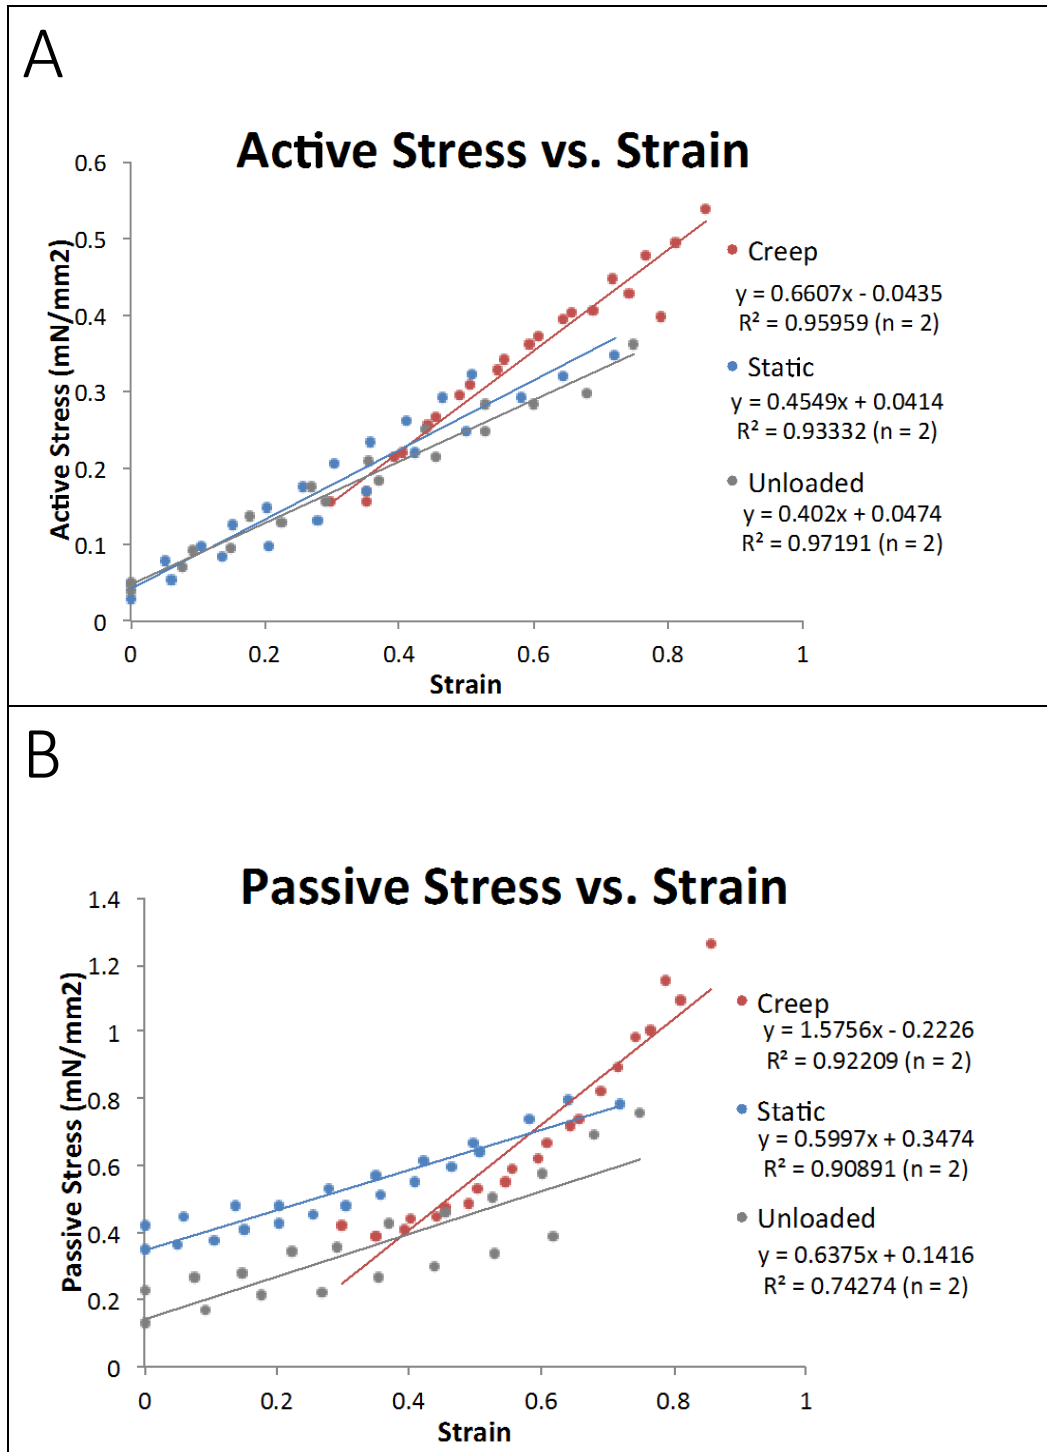 A
Active Stress vs. Strain
Active Stress (mN/mm2)
0.6
0.5
0.4
0.3
0.2
0.1
0
0 0.2 0.4 0.6 0.8 1
Strain
Creep
y = 0.6607x - 0.0435
R² = 0.95959 (n = 2)
Static
y = 0.4549x + 0.0414
R² = 0.93332 (n = 2)
Unloaded
y = 0.402x + 0.0474
R² = 0.97191 (n = 2)
B
Passive Stress vs. Strain
Passive Stress (mN/mm2)
1.4
1.2
1
0.8
0.6
0.4
0.2
0
0 0.2 0.4 0.6 0.8 1
Strain
Creep
y = 1.5756x - 0.2226
R² = 0.92209 (n = 2)
Static
y = 0.5997x + 0.3474
R² = 0.90891 (n = 2)
Unloaded
y = 0.6375x + 0.1416
R² = 0.74274 (n = 2)